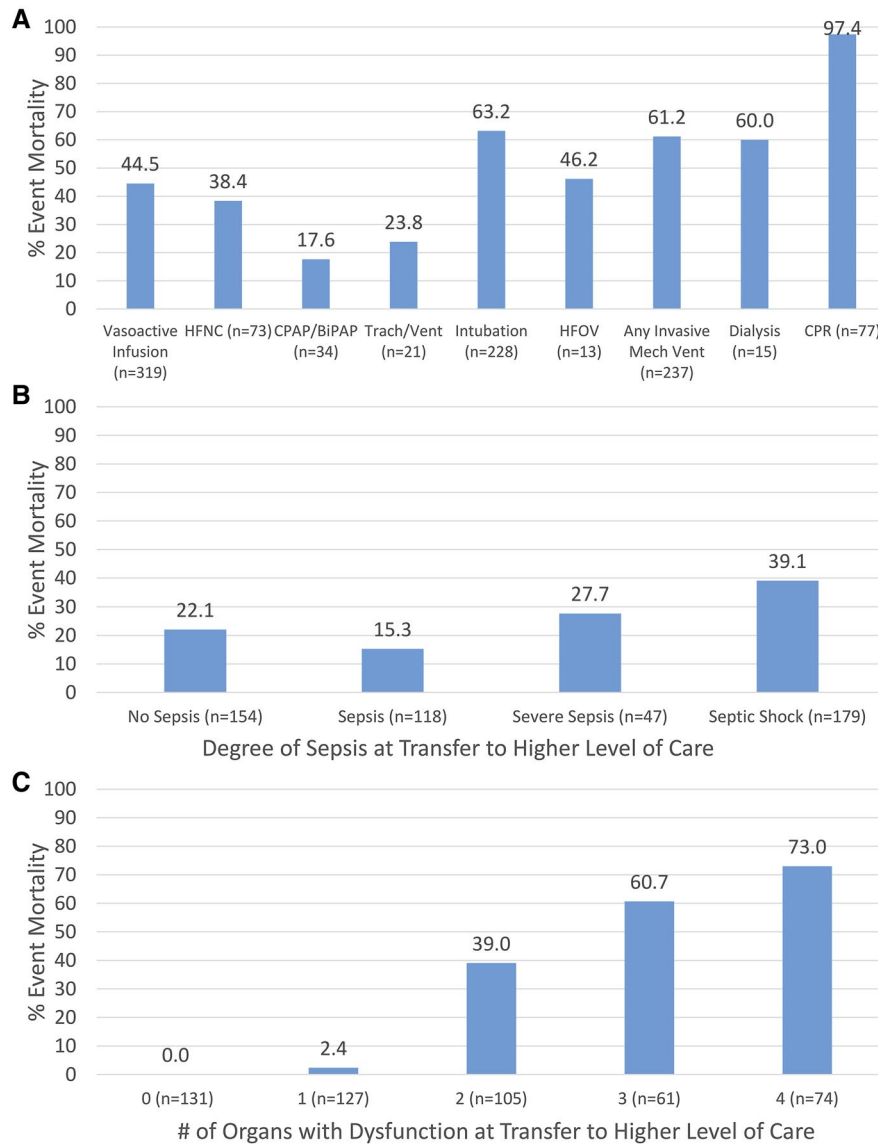 A
% Event Mortality
100
90
80
70
60
50
40
30
20
10
0
44.5
38.4
17.6
23.8
63.2
46.2
61.2
60.0
97.4
Vasoactive
Infusion
(n=319)
HFNC (n=73)
CPAP/BiPAP
(n=34)
Trach/Vent
(n=21)
Intubation
(n=228)
HFOV
(n=13)
Any Invasive
Mech Vent
(n=237)
Dialysis
(n=15)
CPR (n=77)
B
% Event Mortality
100
90
80
70
60
50
40
30
20
10
0
22.1
15.3
27.7
39.1
No Sepsis (n=154)
Sepsis (n=118)
Severe Sepsis (n=47)
Septic Shock (n=179)
Degree of Sepsis at Transfer to Higher Level of Care
C
% Event Mortality
100
90
80
70
60
50
40
30
20
10
0
0.0
2.4
39.0
60.7
73.0
0 (n=131)
1 (n=127)
2 (n=105)
3 (n=61)
4 (n=74)
# of Organs with Dysfunction at Transfer to Higher Level of Care